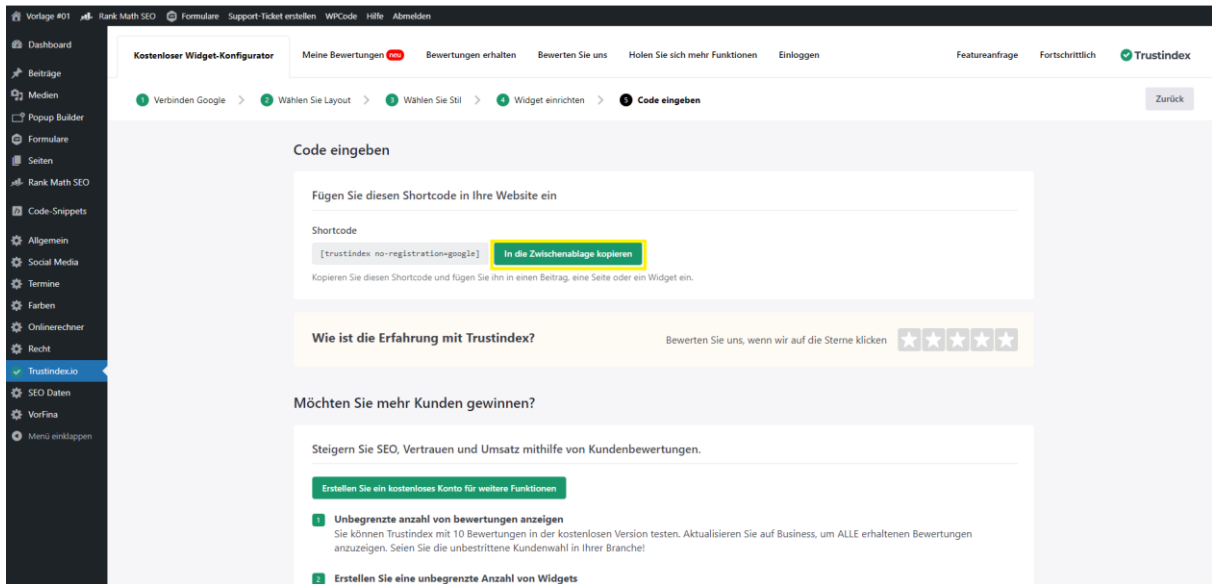 Vorlage #01 Rank Math SEO Formulare Support-Ticket erstellen WPCode Hilfe Abmelden
Dashboard
Beiträge
Medien
Popup Builder
Formulare
Seiten
Rank Math SEO
Code-Snippets
Allgemein
Social Media
Termine
Farben
Onlinerechner
Recht
Trustindex.io
SEO Daten
VorFina
Menü einklappen
Kostenloser Widget-Konfigurator Meine Bewertungen neu Bewertungen erhalten Bewerten Sie uns Holen Sie sich mehr Funktionen Einloggen Featureanfrage Fortschrittlich Trustindex
1 Verbinden Google > 2 Wählen Sie Layout > 3 Wählen Sie Stil > 4 Widget einrichten > 5 Code eingeben Zurück
Code eingeben
Fügen Sie diesen Shortcode in Ihre Website ein
Shortcode
[trustindex no-registration=google] In die Zwischenablage kopieren
Kopieren Sie diesen Shortcode und fügen Sie ihn in einen Beitrag, eine Seite oder ein Widget ein.
Wie ist die Erfahrung mit Trustindex? Bewerten Sie uns, wenn wir auf die Sterne klicken
Möchten Sie mehr Kunden gewinnen?
Steigern Sie SEO, Vertrauen und Umsatz mithilfe von Kundenbewertungen.
Erstellen Sie ein kostenloses Konto für weitere Funktionen
1 Unbegrenzte anzahl von bewertungen anzeigen
Sie können Trustindex mit 10 Bewertungen in der kostenlosen Version testen. Aktualisieren Sie auf Business, um ALLE erhaltenen Bewertungen
anzuzeigen. Seien Sie die unbestrittene Kundenwahl in Ihrer Branche!
2 Erstellen Sie eine unbegrenzte Anzahl von Widgets